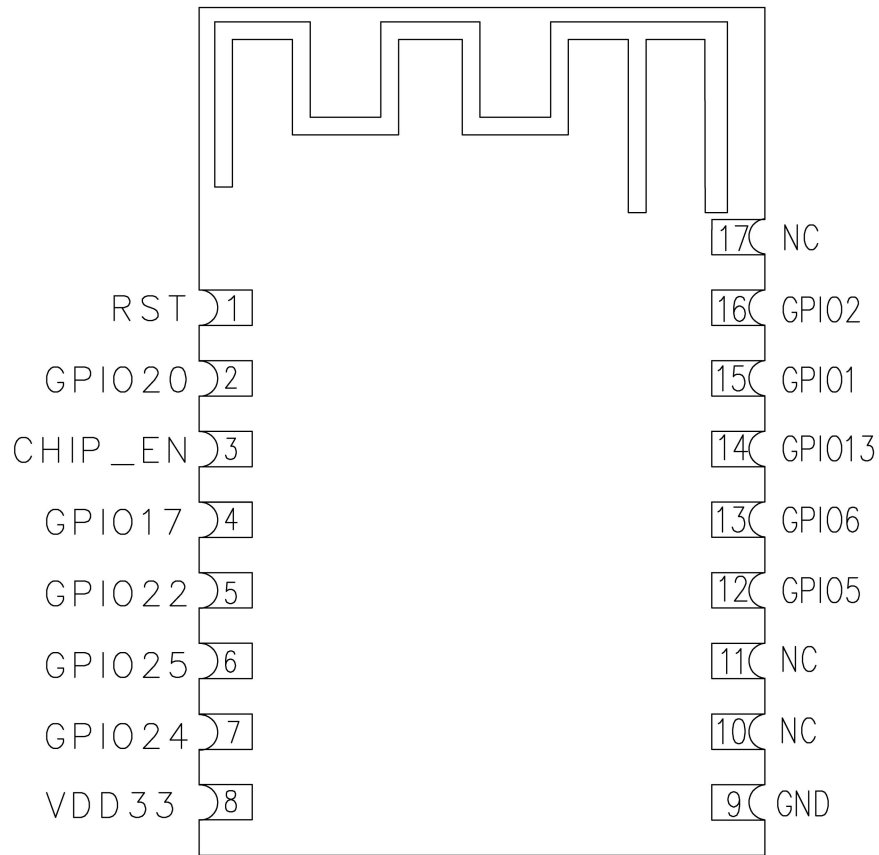 17 NC
RST 1 16 GPIO2
GPIO20 2 15 GPIO1
CHIP_EN 3 14 GPIO13
GPIO17 4 13 GPIO6
GPIO22 5 12 GPIO5
GPIO25 6 11 NC
GPIO24 7 10 NC
VDD33 8 9 GND